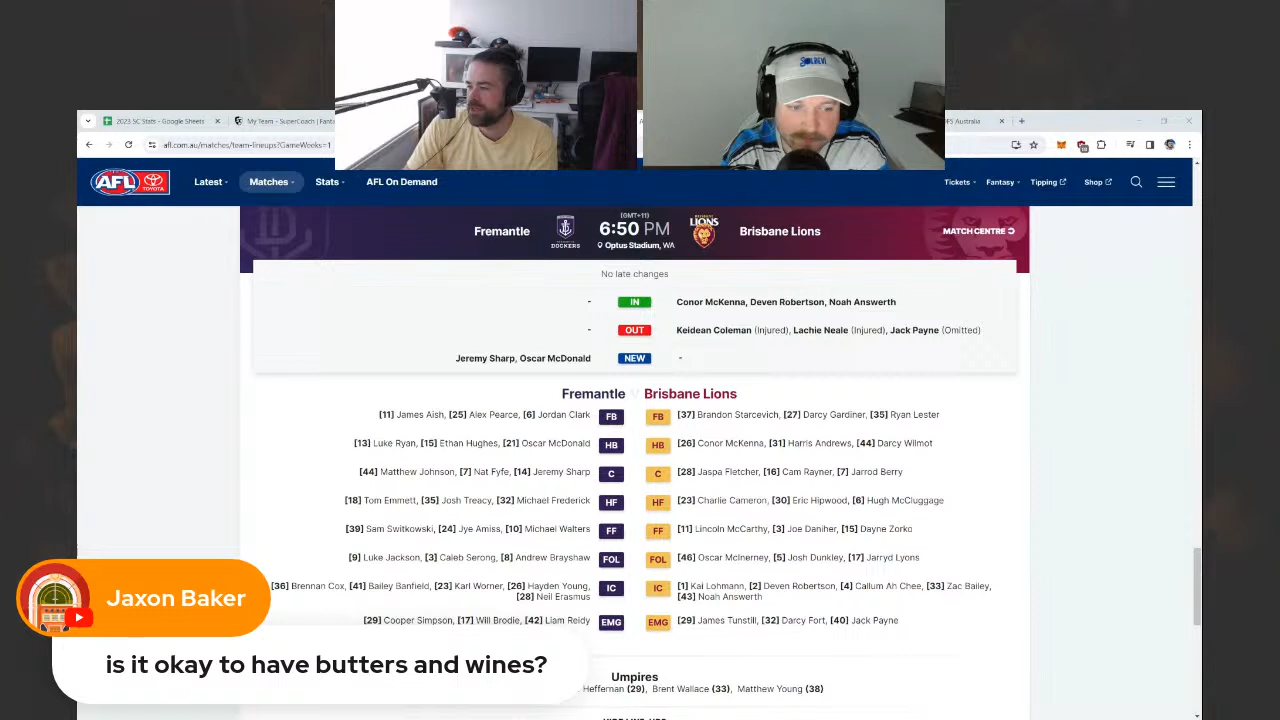 SOLREVI
2023 SC Stats - Google Sheets
My Team - SuperCoach | Fanta
PS Australia
afl.com.au/matches/team-lineups?GameWeeks=1
AFL TOYOTA Latest Matches Stats AFL On Demand Tickets Fantasy Tipping Shop
(GMT+11)
Fremantle DOCKERS 6:50 PM LIONS Brisbane Lions MATCH CENTRE
Optus Stadium, WA
No late changes
- IN Conor McKenna, Deven Robertson, Noah Answerth
- OUT Keidean Coleman (Injured), Lachie Neale (Injured), Jack Payne (Omitted)
Jeremy Sharp, Oscar McDonald NEW -
Fremantle V Brisbane Lions
[11] James Aish, [25] Alex Pearce, [6] Jordan Clark FB FB [37] Brandon Starcevich, [27] Darcy Gardiner, [35] Ryan Lester
[13] Luke Ryan, [15] Ethan Hughes, [21] Oscar McDonald HB HB [26] Conor McKenna, [31] Harris Andrews, [44] Darcy Wilmot
[44] Matthew Johnson, [7] Nat Fyfe, [14] Jeremy Sharp C C [28] Jaspa Fletcher, [16] Cam Rayner, [7] Jarrod Berry
[18] Tom Emmett, [35] Josh Treacy, [32] Michael Frederick HF HF [23] Charlie Cameron, [30] Eric Hipwood, [6] Hugh McCluggage
[39] Sam Switkowski, [24] Jye Amiss, [10] Michael Walters FF FF [11] Lincoln McCarthy, [3] Joe Daniher, [15] Dayne Zorko
[9] Luke Jackson, [3] Caleb Serong, [8] Andrew Brayshaw FOL FOL [46] Oscar McInerney, [5] Josh Dunkley, [17] Jarryd Lyons
[36] Brennan Cox, [41] Bailey Banfield, [23] Karl Worner, [26] Hayden Young, IC IC [1] Kai Lohmann, [2] Deven Robertson, [4] Callum Ah Chee, [33] Zac Bailey,
[28] Neil Erasmus [43] Noah Answerth
[29] Cooper Simpson, [17] Will Brodie, [42] Liam Reidy EMG EMG [29] James Tunstill, [32] Darcy Fort, [40] Jack Payne
Umpires
Heffernan (29), Brent Wallace (33), Matthew Young (38)
Jaxon Baker
is it okay to have butters and wines?